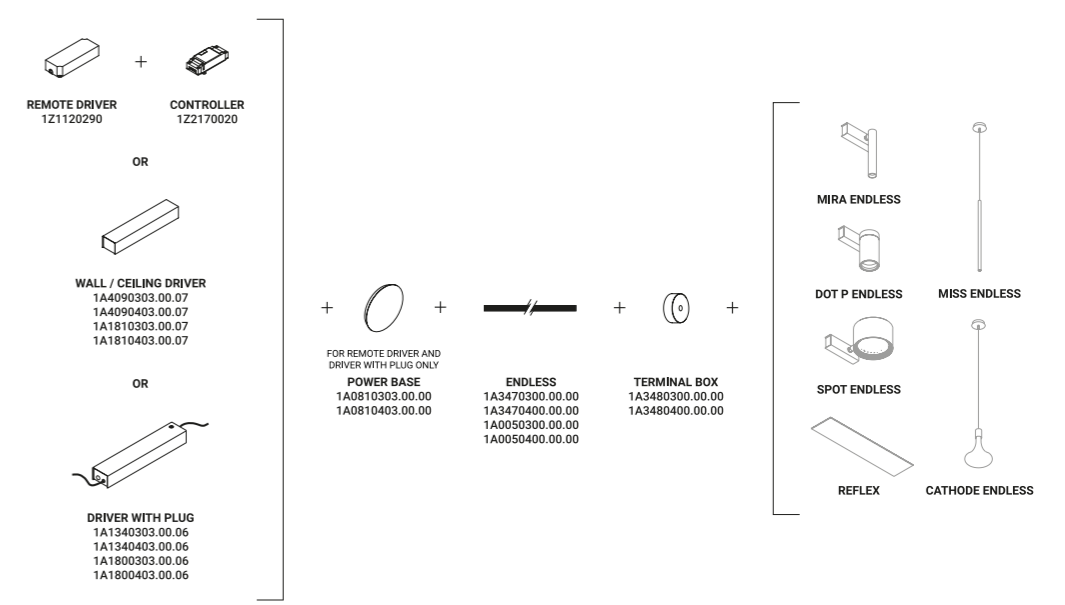 +
REMOTE DRIVER
1Z1120290
CONTROLLER
1Z2170020
OR
WALL / CEILING DRIVER
1A4090303.00.07
1A4090403.00.07
1A1810303.00.07
1A1810403.00.07
OR
DRIVER WITH PLUG
1A1340303.00.06
1A1340403.00.06
1A1800303.00.06
1A1800403.00.06
+
FOR REMOTE DRIVER AND
DRIVER WITH PLUG ONLY
POWER BASE
1A0810303.00.00
1A0810403.00.00
+
ENDLESS
1A3470300.00.00
1A3470400.00.00
1A0050300.00.00
1A0050400.00.00
+
TERMINAL BOX
1A3480300.00.00
1A3480400.00.00
+
MIRA ENDLESS
DOT P ENDLESS
MISS ENDLESS
SPOT ENDLESS
REFLEX
CATHODE ENDLESS